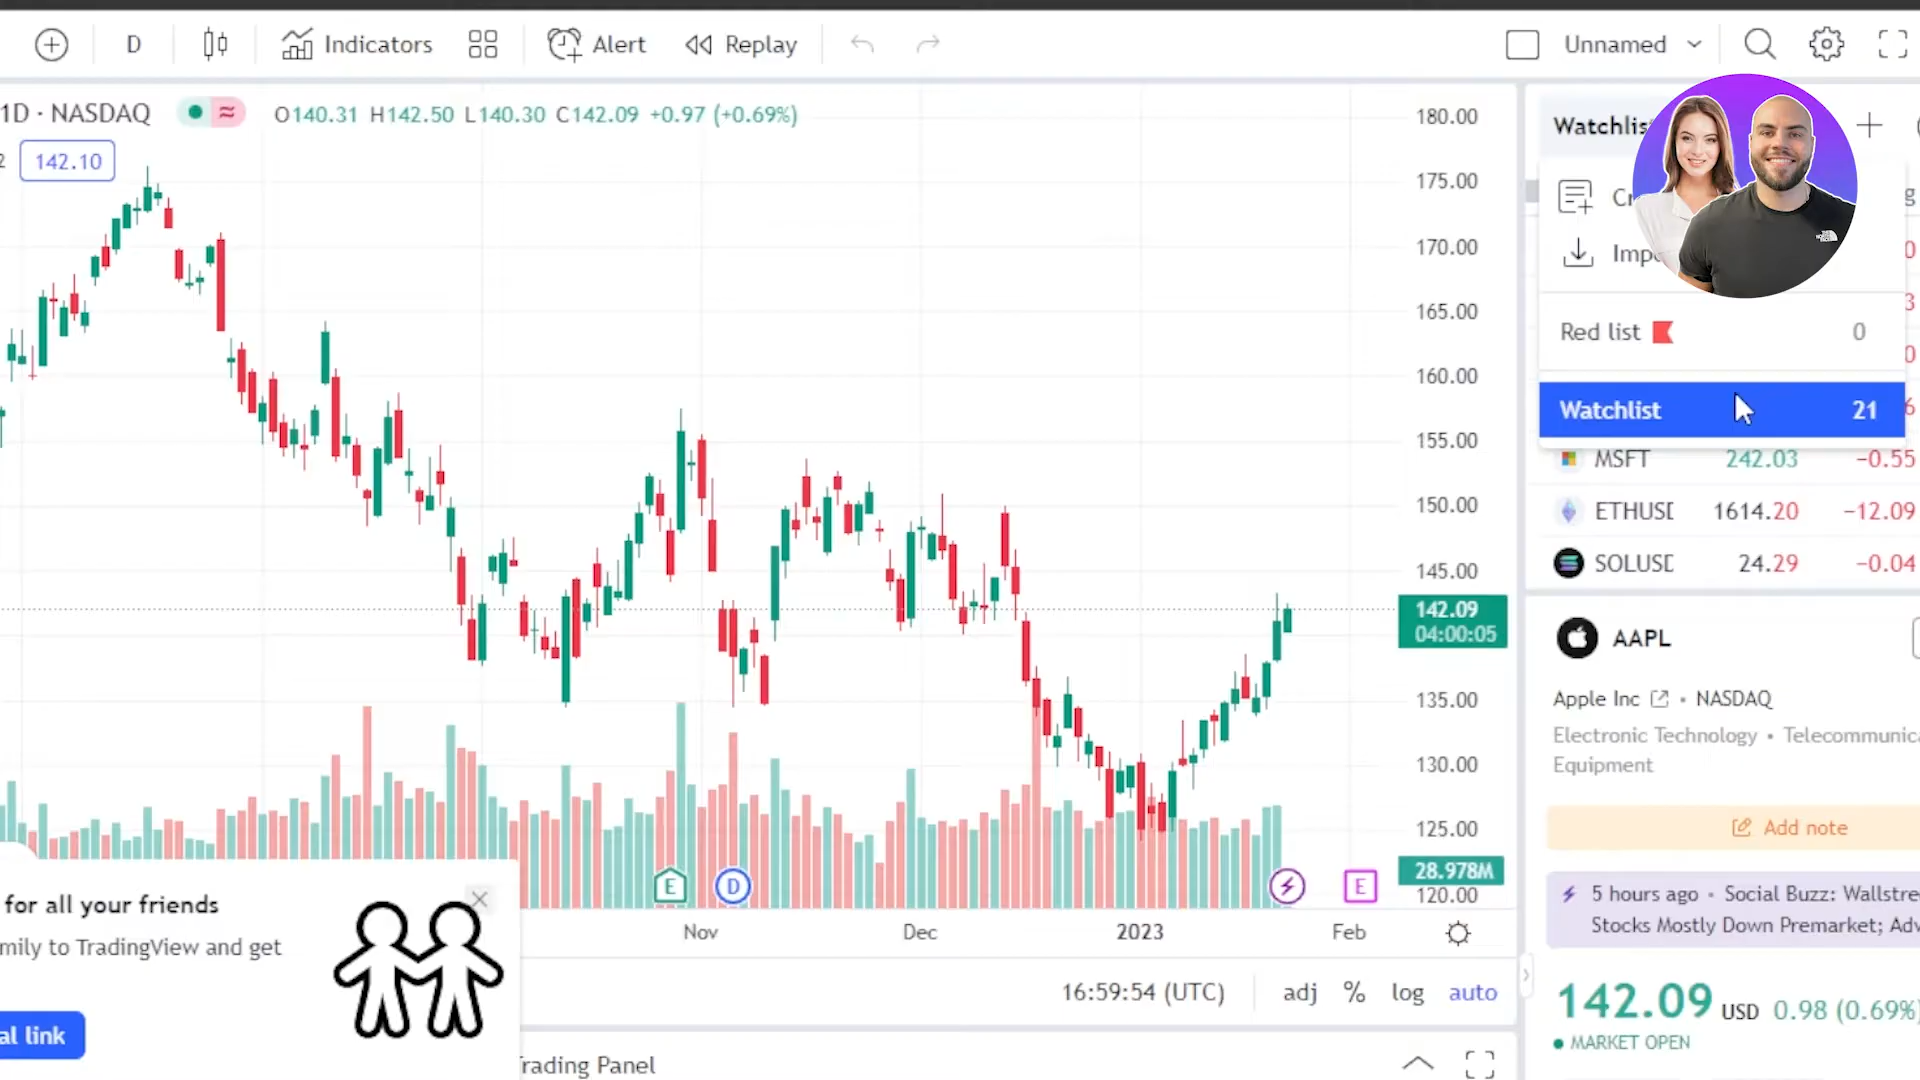 D
Indicators
Alert
Replay
Unnamed
1D · NASDAQ
O140.31 H142.50 L140.30 C142.09 +0.97 (+0.69%)
142.10
180.00
175.00
170.00
165.00
160.00
155.00
150.00
145.00
142.09
04:00:05
135.00
130.00
125.00
28.978M
120.00
E
D
E
Nov
Dec
2023
Feb
16:59:54 (UTC)
adj
%
log
auto
for all your friends
mily to TradingView and get
al link
rading Panel
Watchlis
Cr
Imp
Red list
0
Watchlist
21
MSFT 242.03 −0.55
ETHUSD 1614.20 −12.09
SOLUSD 24.29 −0.04
AAPL
Apple Inc • NASDAQ
Electronic Technology • Telecommunica
Equipment
Add note
5 hours ago • Social Buzz: Wallstre
Stocks Mostly Down Premarket; Adv
142.09 USD 0.98 (0.69%)
MARKET OPEN